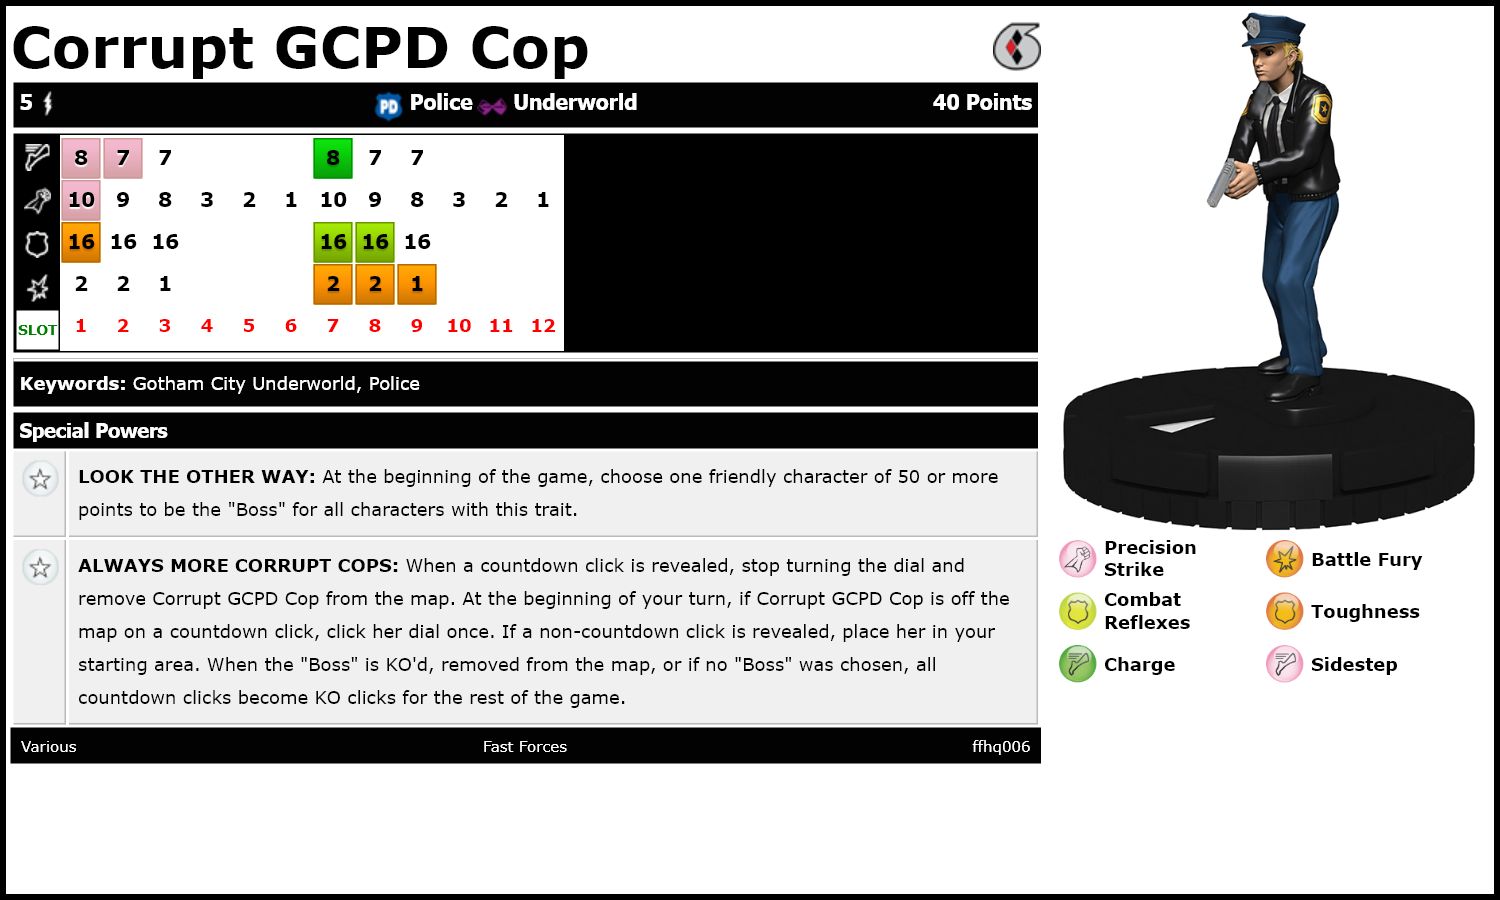 Corrupt GCPD Cop
5 PD Police Underworld 40 Points
8 7 7 8 7 7
10 9 8 3 2 1 10 9 8 3 2 1
16 16 16 16 16 16
2 2 1 2 2 1
SLOT 1 2 3 4 5 6 7 8 9 10 11 12
Keywords: Gotham City Underworld, Police
Special Powers
LOOK THE OTHER WAY: At the beginning of the game, choose one friendly character of 50 or more
points to be the "Boss" for all characters with this trait.
ALWAYS MORE CORRUPT COPS: When a countdown click is revealed, stop turning the dial and
remove Corrupt GCPD Cop from the map. At the beginning of your turn, if Corrupt GCPD Cop is off the
map on a countdown click, click her dial once. If a non-countdown click is revealed, place her in your
starting area. When the "Boss" is KO'd, removed from the map, or if no "Boss" was chosen, all
countdown clicks become KO clicks for the rest of the game.
Various Fast Forces ffhq006
Precision
Strike
Battle Fury
Combat
Reflexes
Toughness
Charge
Sidestep